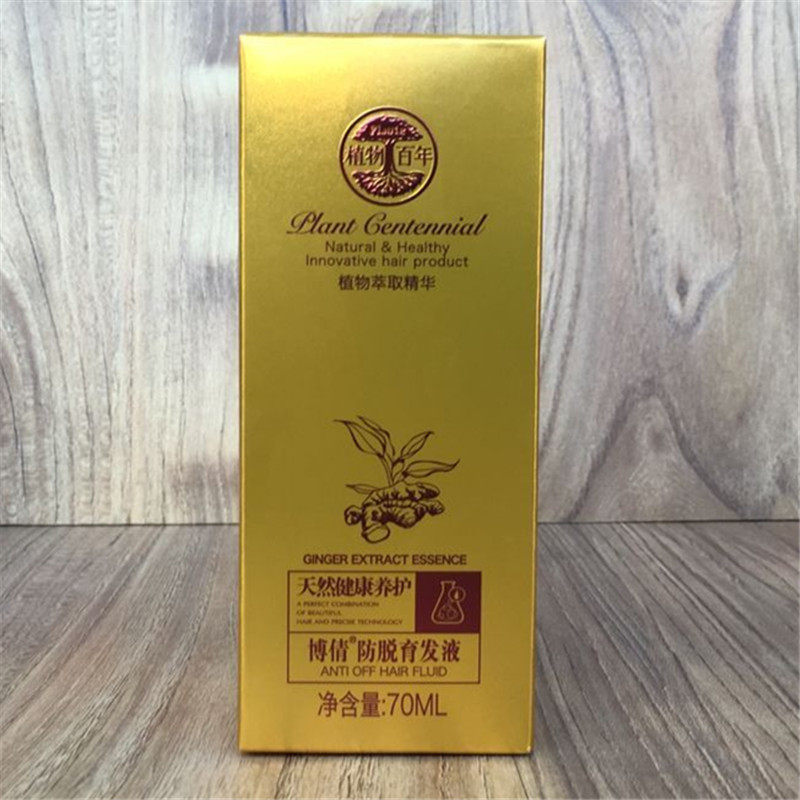 Plants
植物百年
Plant Centennial
Natural & Healthy
Innovative hair product
植物萃取精华
GINGER EXTRACT ESSENCE
天然健康养护
A PERFECT COMBINATION
OF BEAUTIFUL
HAIR AND PRECISE TECHNOLOGY
博倩®防脱育发液
ANTI OFF HAIR FLUID
净含量:70ML